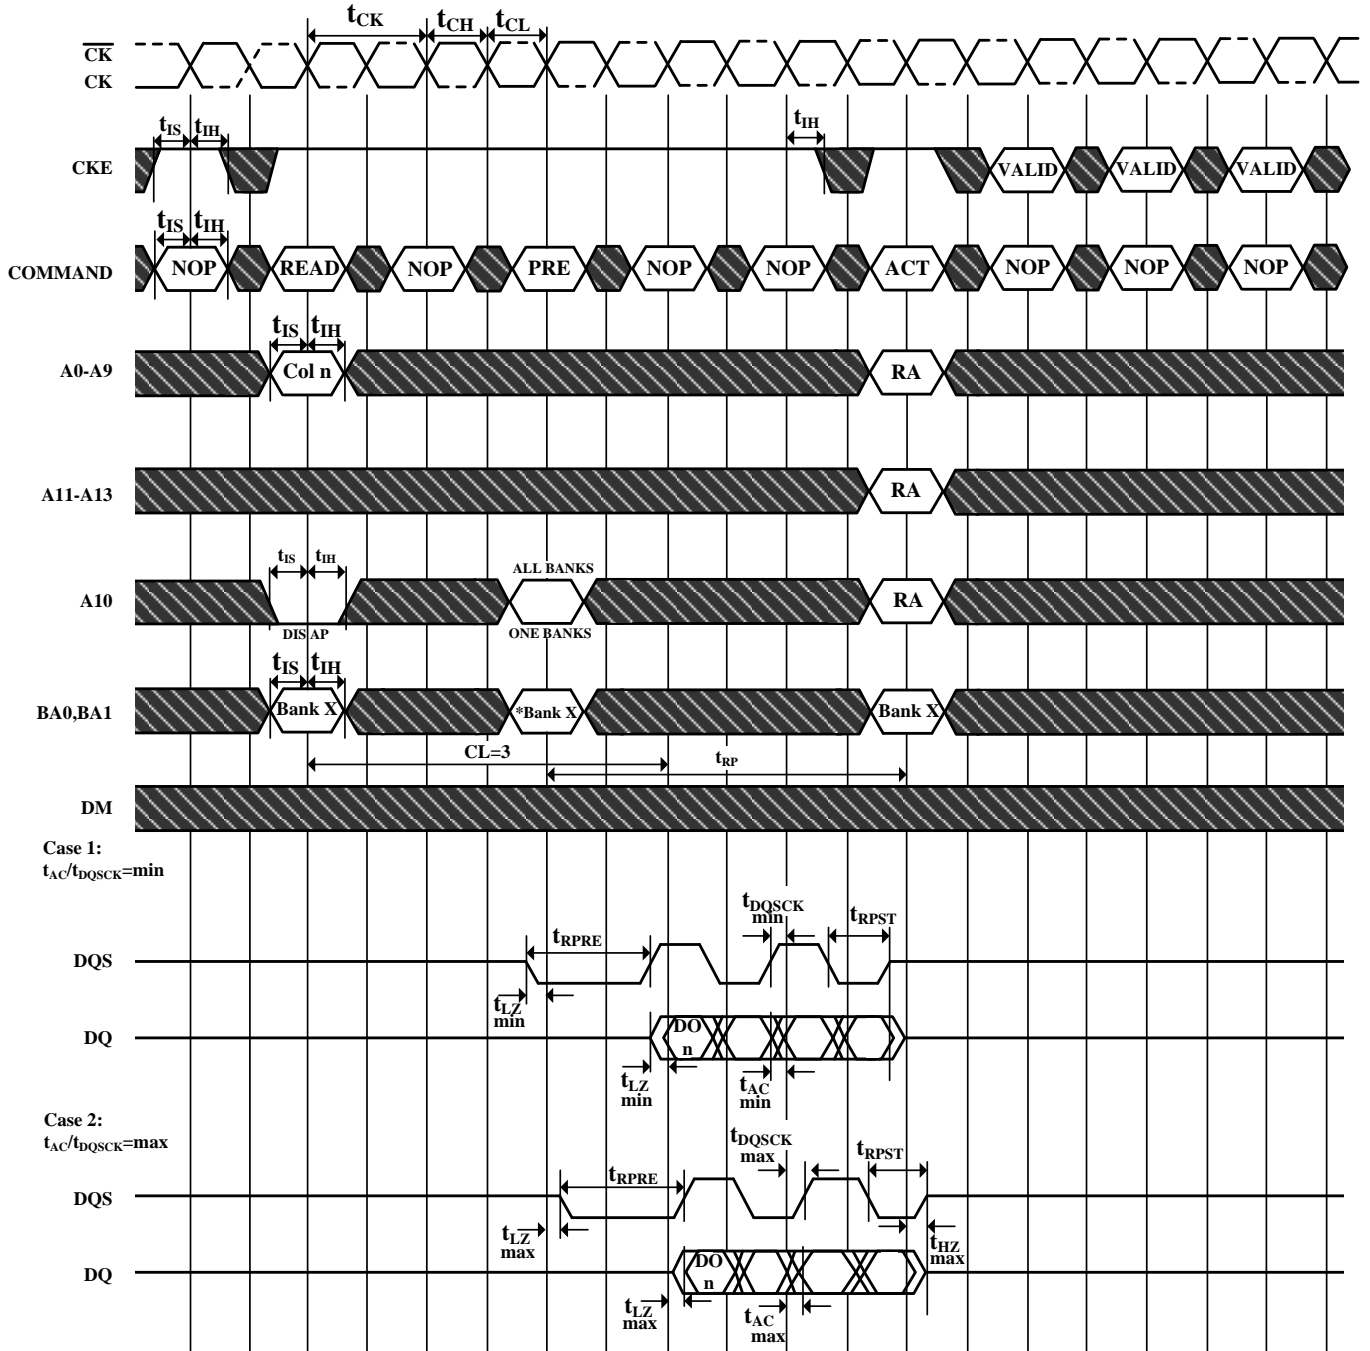 tCK tCH tCL
CK
CK
tIS tIH tIH
CKE VALID VALID VALID
tIS tIH
COMMAND NOP READ NOP PRE NOP NOP ACT NOP NOP NOP
tIS tIH
A0-A9 Col n RA
A11-A13 RA
tIS tIH ALL BANKS
A10 RA
DIS AP ONE BANKS
tIS tIH
BA0,BA1 Bank X *Bank X Bank X
CL=3 tRP
DM
Case 1:
tAC/tDQSCK=min
tDQSCK
min
tRPST
tRPRE
DQS
tLZ
min
DQ DO
n
tLZ
min
tAC
min
Case 2:
tAC/tDQSCK=max
tDQSCK
max
tRPST
tRPRE
DQS
tLZ
max
tHZ
max
DQ DO
n
tLZ
max
tAC
max